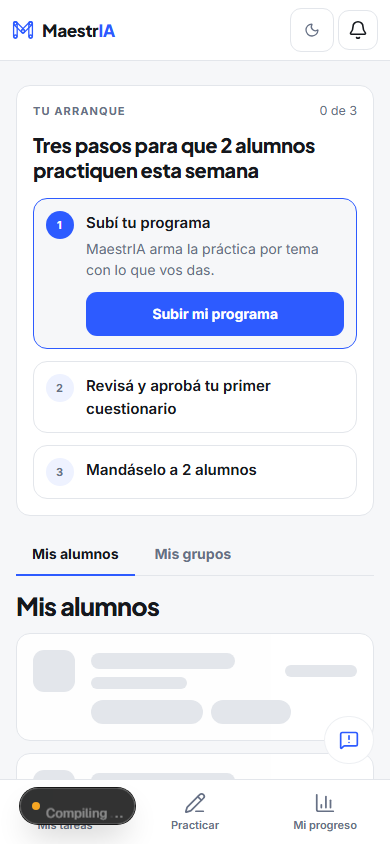 MaestrIA
TU ARRANQUE
0 de 3
Tres pasos para que 2 alumnos
practiquen esta semana
1
Subí tu programa
MaestrIA arma la práctica por tema
con lo que vos das.
Subir mi programa
2
Revisá y aprobá tu primer
cuestionario
3
Mandáselo a 2 alumnos
Mis alumnos
Mis grupos
Mis alumnos
Compiling ...
Mis tareas
Practicar
Mi progreso